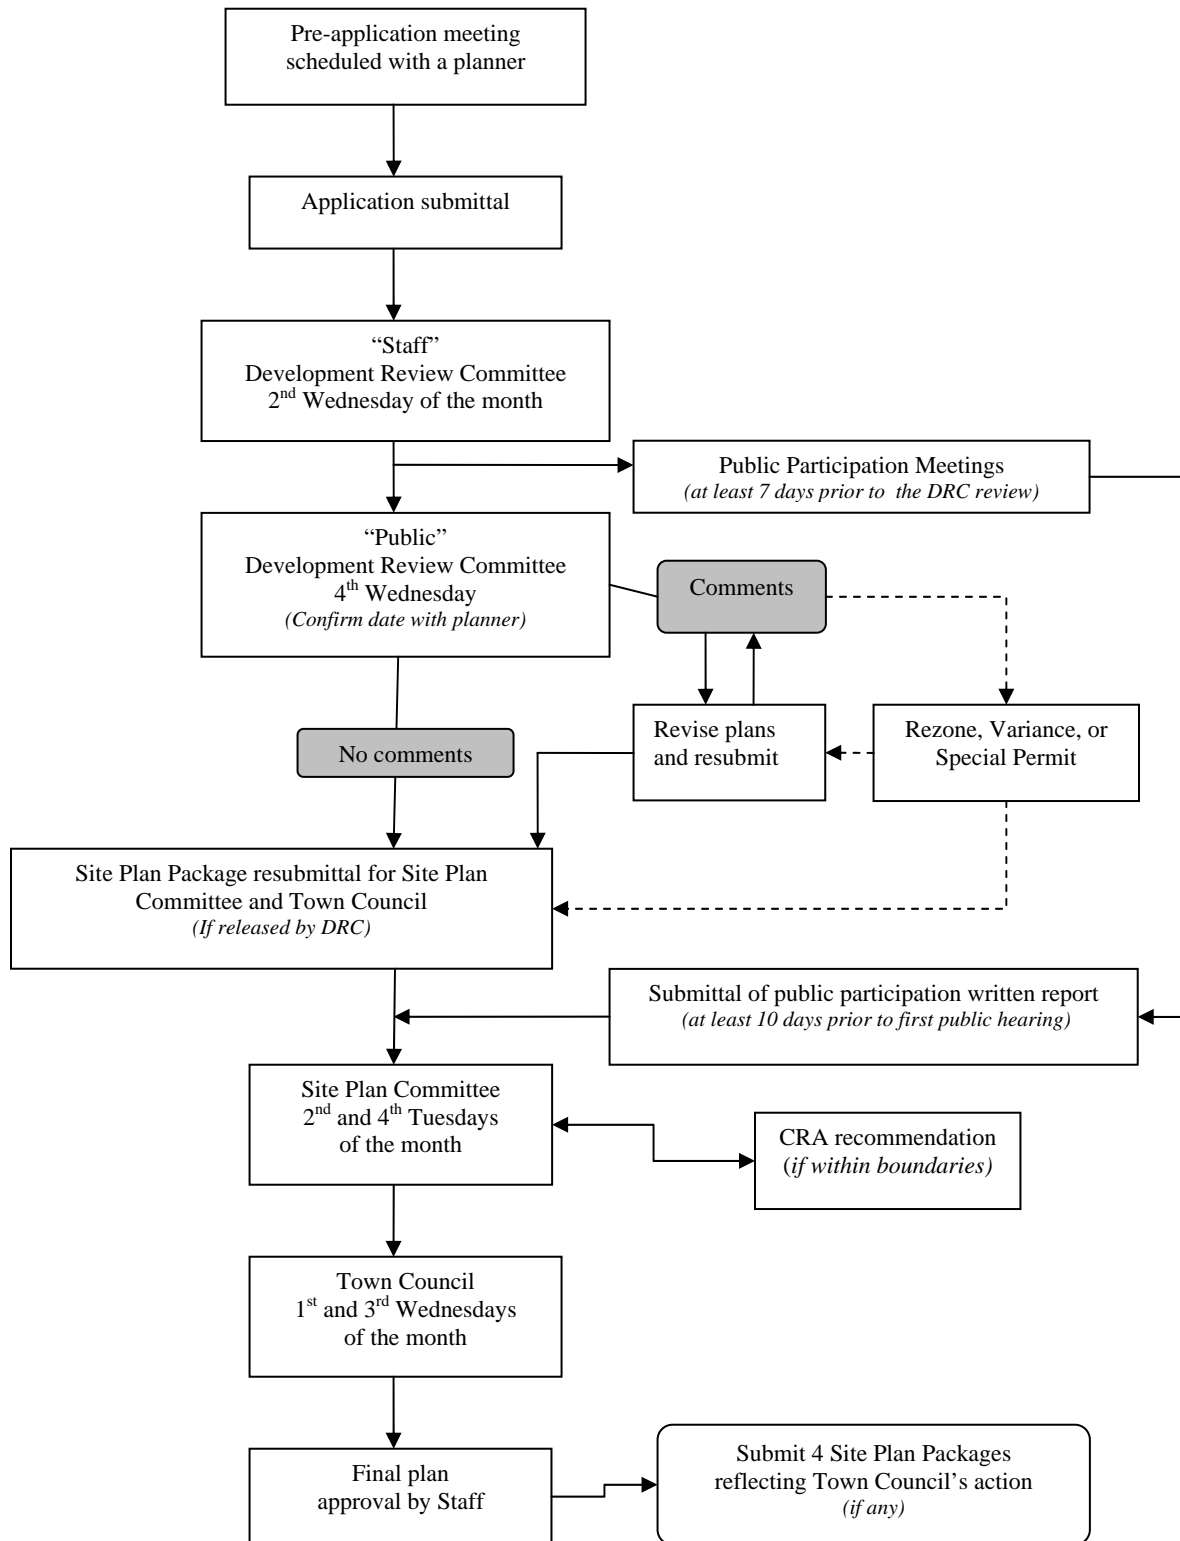 Pre-application meeting
scheduled with a planner
Application submittal
“Staff”
Development Review Committee
2nd Wednesday of the month
Public Participation Meetings
(at least 7 days prior to the DRC review)
“Public”
Development Review Committee
4th Wednesday
(Confirm date with planner)
Comments
No comments
Revise plans
and resubmit
Rezone, Variance, or
Special Permit
Site Plan Package resubmittal for Site Plan
Committee and Town Council
(If released by DRC)
Submittal of public participation written report
(at least 10 days prior to first public hearing)
Site Plan Committee
2nd and 4th Tuesdays
of the month
CRA recommendation
(if within boundaries)
Town Council
1st and 3rd Wednesdays
of the month
Final plan
approval by Staff
Submit 4 Site Plan Packages
reflecting Town Council’s action
(if any)